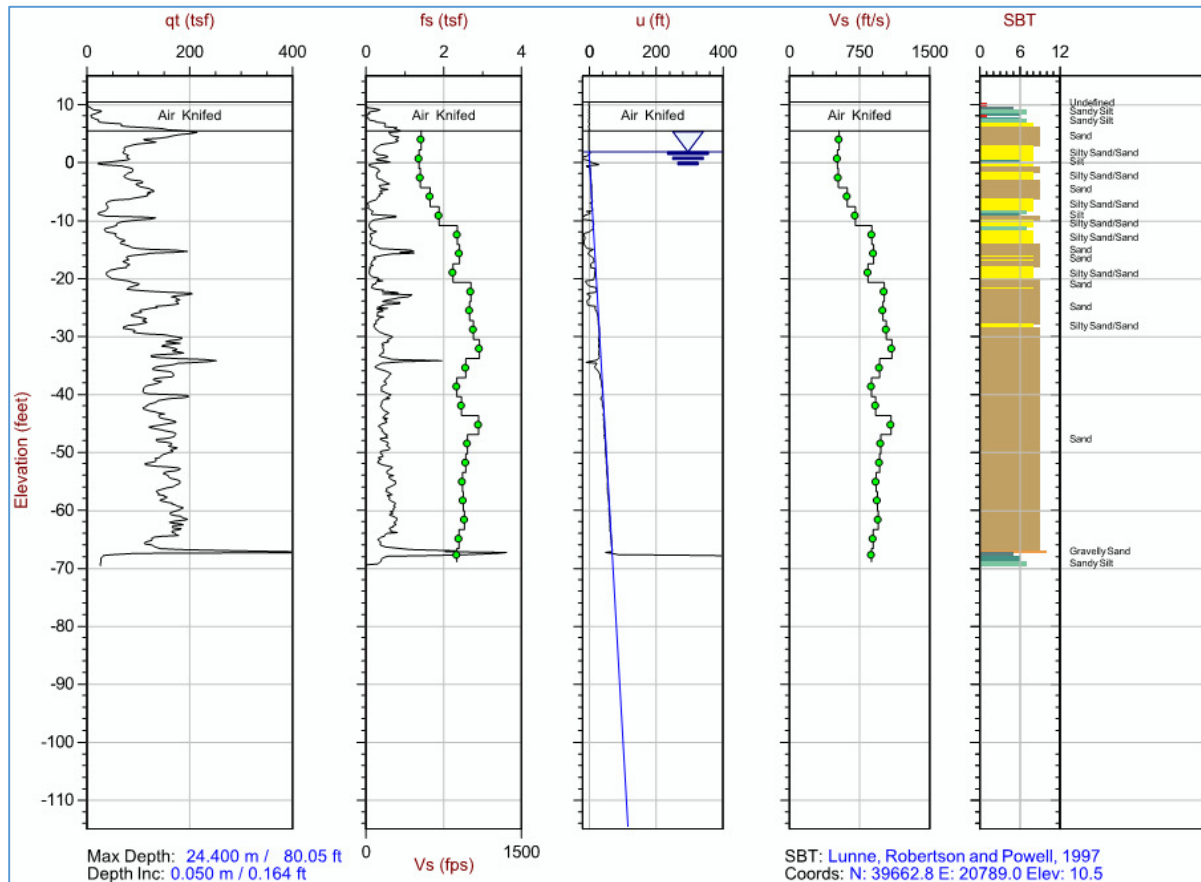 qt (tsf) fs (tsf) u (ft) Vs (ft/s) SBT
0 200 400 0 2 4 0 200 400 0 750 1500 0 6 12
10 Air Knifed Air Knifed Air Knifed Air Knifed Undefined
Sandy Silt
Sandy Silt
Sand
0 Silty Sand/Sand
Silt
Silty Sand/Sand
Sand
Silty Sand/Sand
-10 Silt
Silty Sand/Sand
Silty Sand/Sand
Sand
Sand
-20 Silty Sand/Sand
Sand
Sand
Silty Sand/Sand
-30
-40
Sand
-50
-60
Gravelly Sand
Sandy Silt
-70
-80
-90
-100
-110
Elevation (feet)
0 1500
Vs (fps)
Max Depth: 24.400 m / 80.05 ft SBT: Lunne, Robertson and Powell, 1997
Depth Inc: 0.050 m / 0.164 ft Coords: N: 39662.8 E: 20789.0 Elev: 10.5